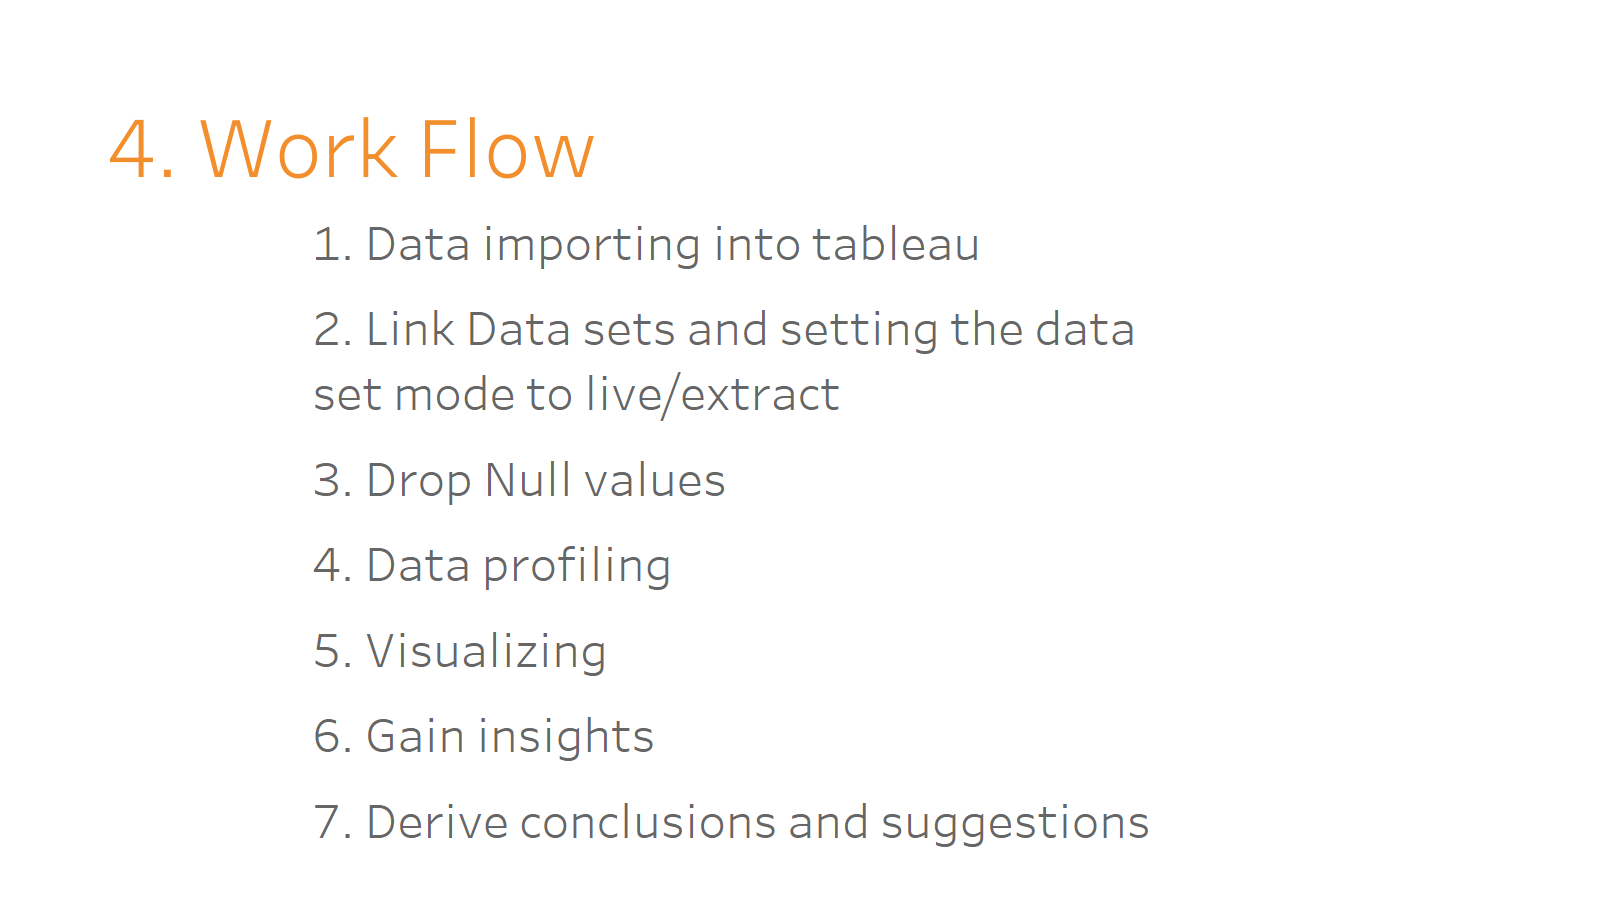 4. Work Flow
1. Data importing into tableau
2. Link Data sets and setting the data
set mode to live/extract
3. Drop Null values
4. Data profiling
5. Visualizing
6. Gain insights
7. Derive conclusions and suggestions